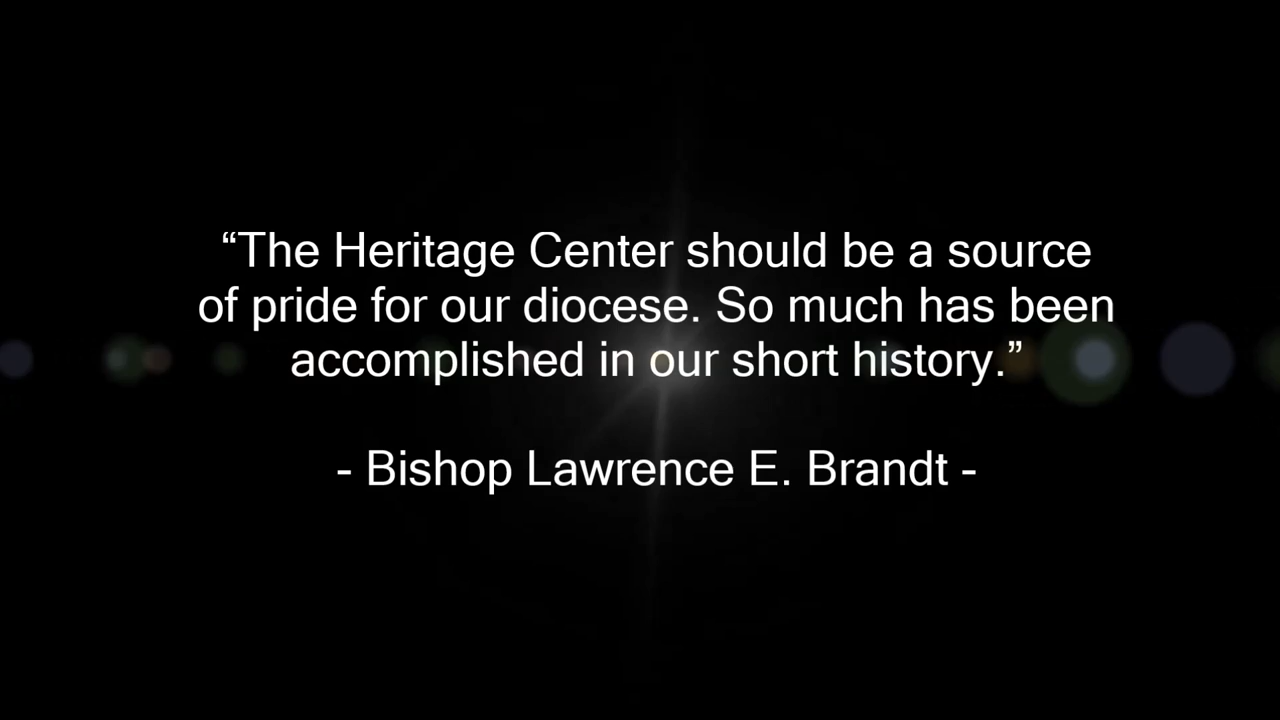 “The Heritage Center should be a source
of pride for our diocese. So much has been
accomplished in our short history.”
- Bishop Lawrence E. Brandt -